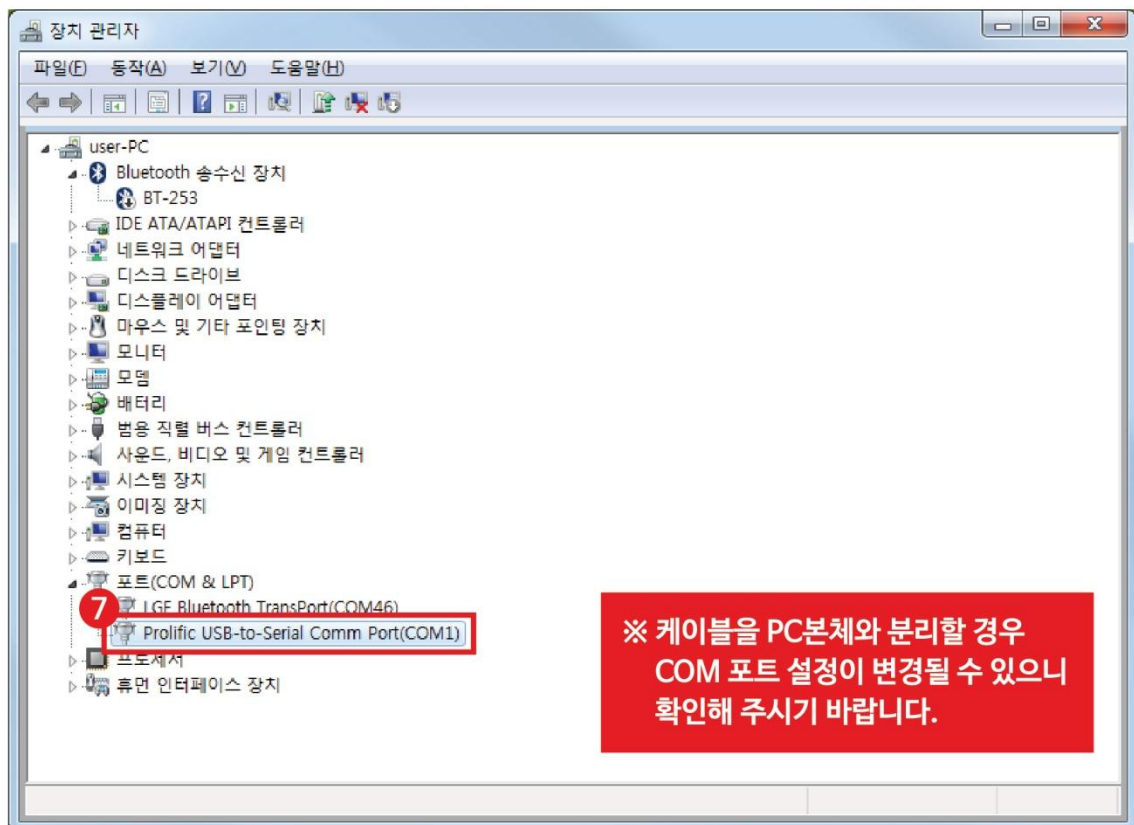 장치 관리자
파일(F) 동작(A) 보기(V) 도움말(H)
user-PC
Bluetooth 송수신 장치
BT-253
IDE ATA/ATAPI 컨트롤러
네트워크 어댑터
디스크 드라이브
디스플레이 어댑터
마우스 및 기타 포인팅 장치
모니터
모뎀
배터리
범용 직렬 버스 컨트롤러
사운드, 비디오 및 게임 컨트롤러
시스템 장치
이미징 장치
컴퓨터
키보드
포트(COM & LPT)
LGE Bluetooth TransPort(COM46)
7
Prolific USB-to-Serial Comm Port(COM1)
프로세서
휴먼 인터페이스 장치
※ 케이블을 PC본체와 분리할 경우
COM 포트 설정이 변경될 수 있으니
확인해 주시기 바랍니다.